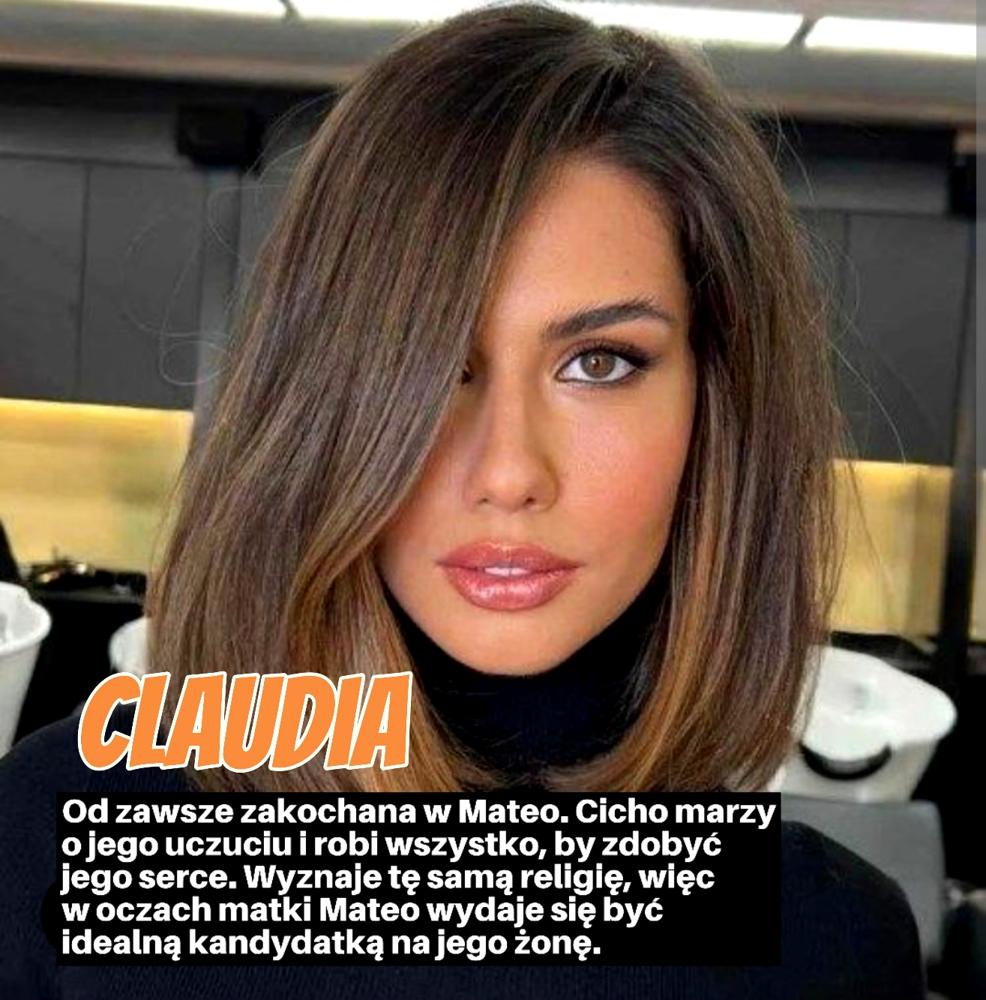 CLAUDIA
Od zawsze zakochana w Mateo. Cicho marzy
o jego uczuciu i robi wszystko, by zdobyć
jego serce. Wyznaje tę samą religię, więc
w oczach matki Mateo wydaje się być
idealną kandydatką na jego żonę.